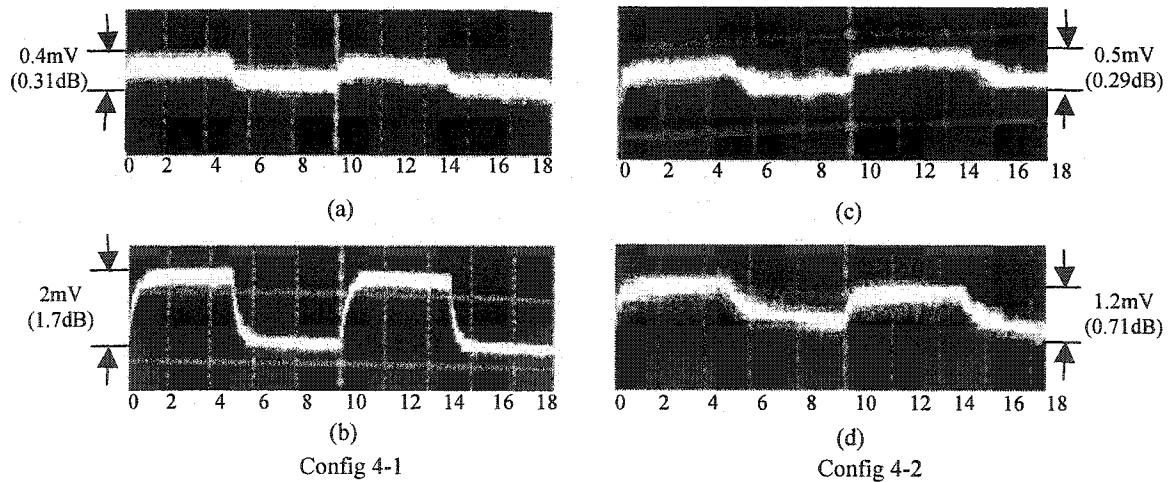 0.4mV
(0.31dB)
0 2 4 6 8 10 12 14 16 18
(a)
0.5mV
(0.29dB)
0 2 4 6 8 10 12 14 16 18
(c)
2mV
(1.7dB)
0 2 4 6 8 10 12 14 16 18
(b)
Config 4-1
1.2mV
(0.71dB)
0 2 4 6 8 10 12 14 16 18
(d)
Config 4-2